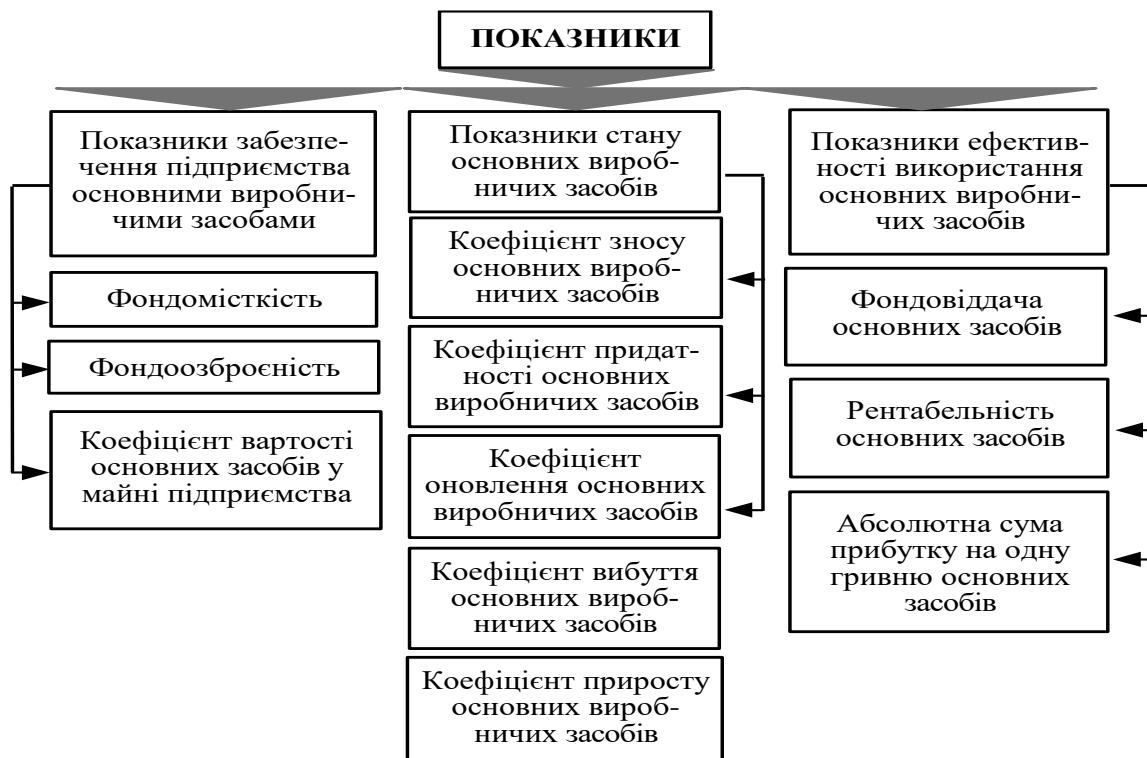 ПОКАЗНИКИ
Показники забезпе-
чення підприємства
основними виробни-
чими засобами
Фондомісткість
Фондоозброєність
Коефіцієнт вартості
основних засобів у
майні підприємства
Показники стану
основних вироб-
ничих засобів
Коефіцієнт зносу
основних вироб-
ничих засобів
Коефіцієнт придат-
ності основних
виробничих засобів
Коефіцієнт
оновлення основних
виробничих засобів
Коефіцієнт вибуття
основних вироб-
ничих засобів
Коефіцієнт приросту
основних вироб-
ничих засобів
Показники ефектив-
ності використання
основних виробни-
чих засобів
Фондовіддача
основних засобів
Рентабельність
основних засобів
Абсолютна сума
прибутку на одну
гривню основних
засобів